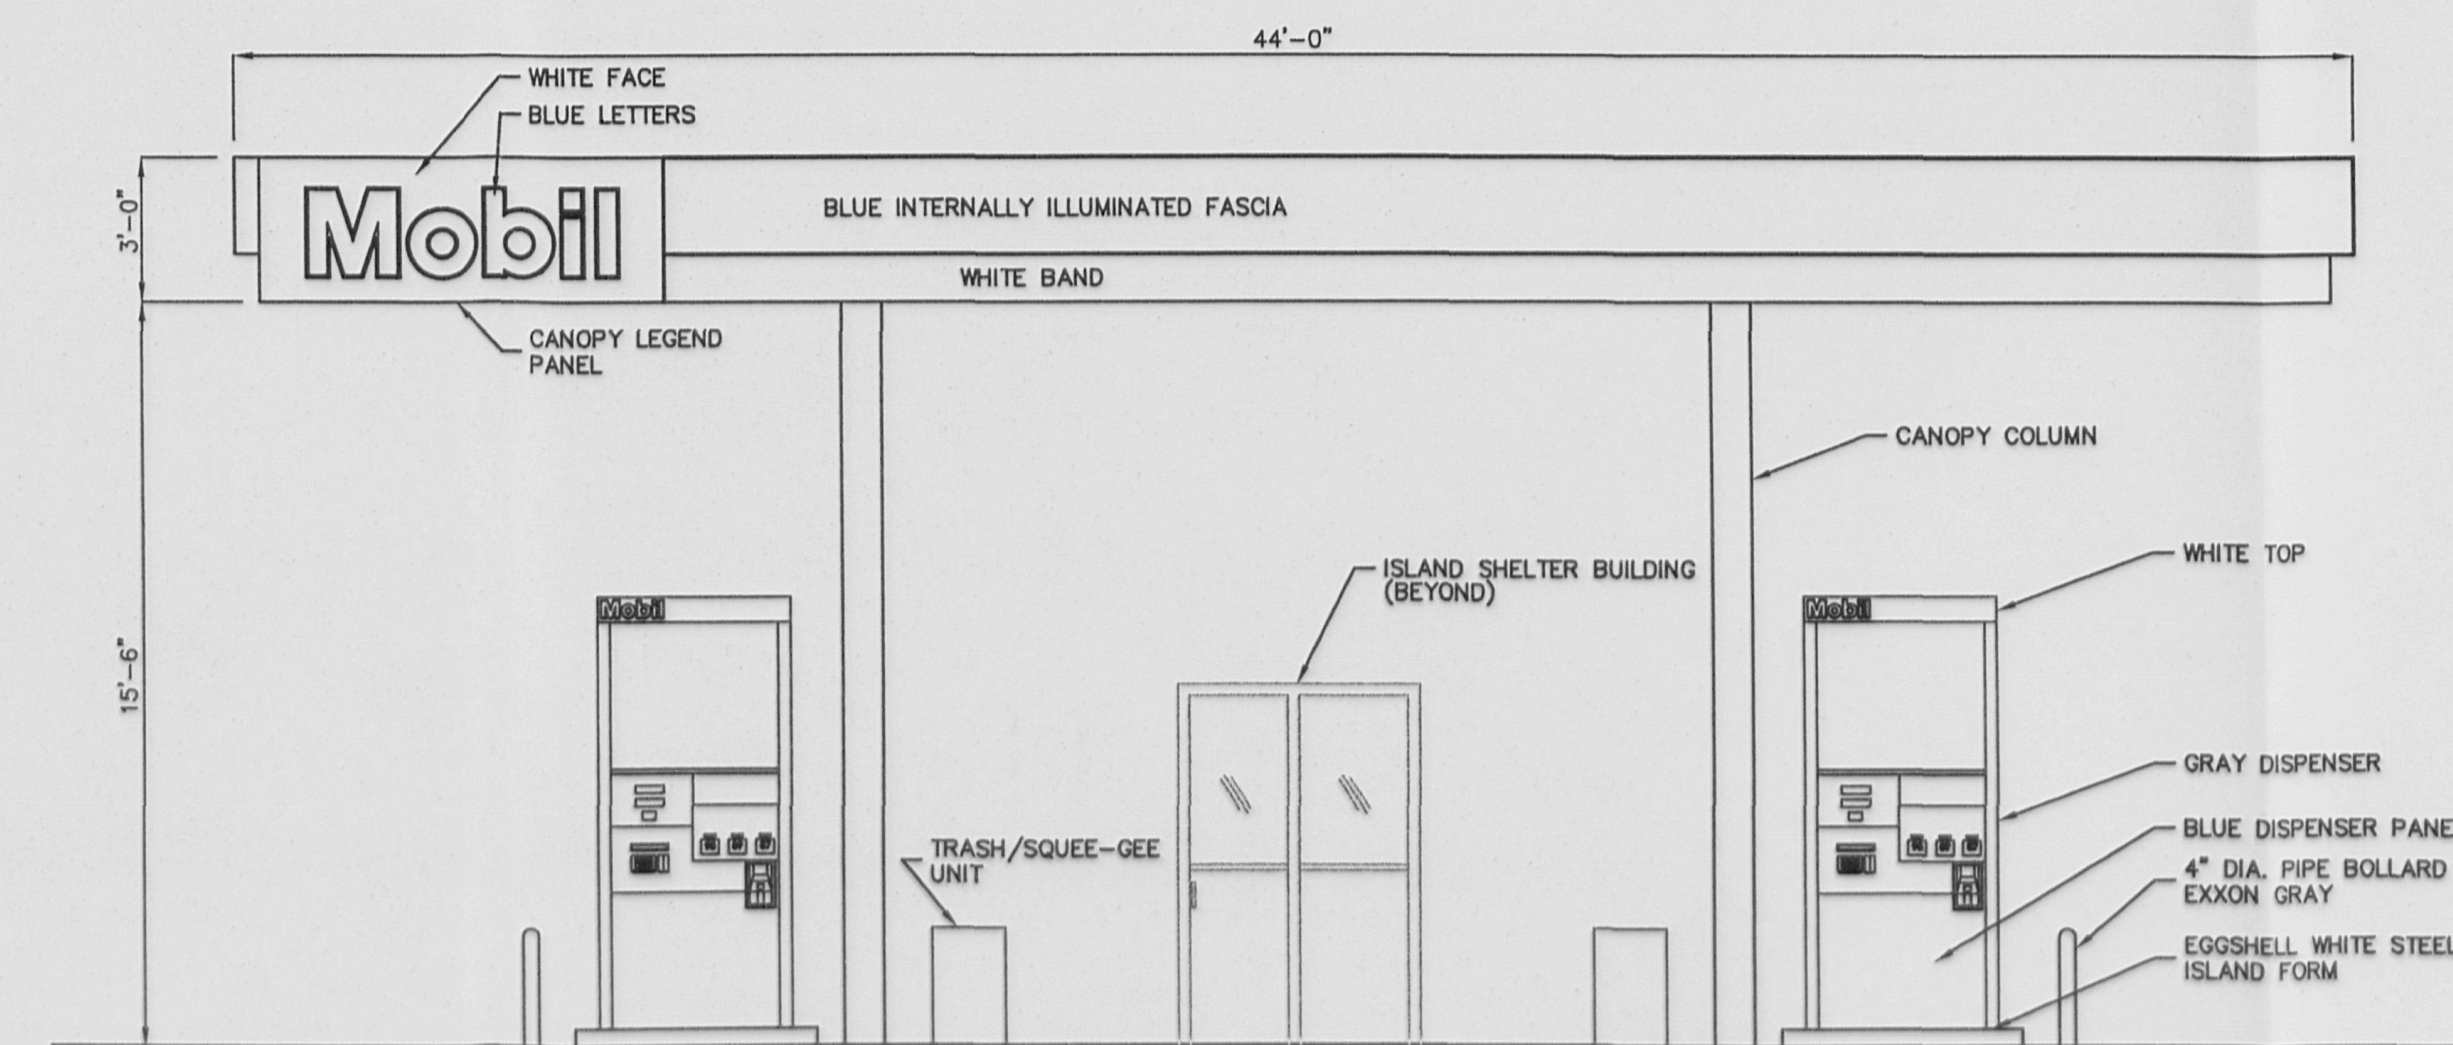 44'-0"
WHITE FACE
BLUE LETTERS
3'-0"
Mobil
BLUE INTERNALLY ILLUMINATED FASCIA
WHITE BAND
CANOPY LEGEND
PANEL
CANOPY COLUMN
WHITE TOP
ISLAND SHELTER BUILDING
(BEYOND)
Mobil
Mobil
15'-6"
GRAY DISPENSER
BLUE DISPENSER PANE
TRASH/SQUEE-GEE
UNIT
4" DIA. PIPE BOLLARD
EXXON GRAY
EGGSHELL WHITE STEEL
ISLAND FORM